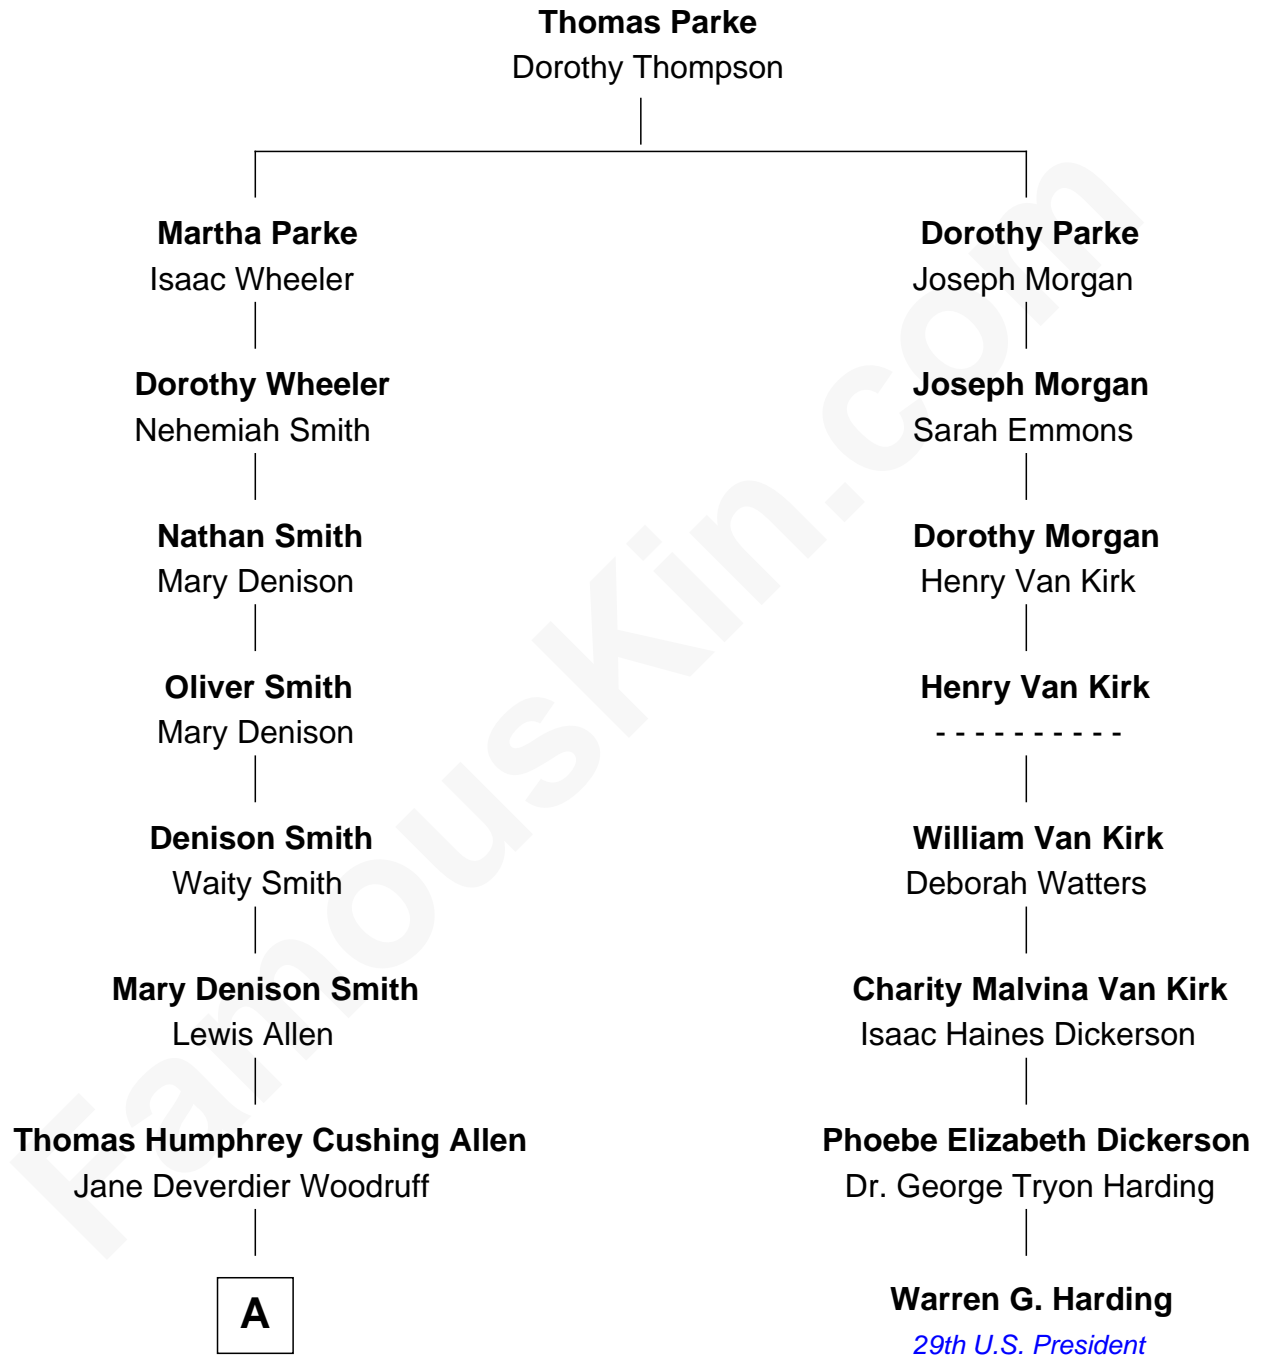 Thomas Parke
Dorothy Thompson
Martha Parke
Isaac Wheeler
Dorothy Parke
Joseph Morgan
Dorothy Wheeler
Nehemiah Smith
Joseph Morgan
Sarah Emmons
Nathan Smith
Mary Denison
Dorothy Morgan
Henry Van Kirk
Oliver Smith
Mary Denison
Henry Van Kirk
- - - - - - - - - -
Denison Smith
Waity Smith
William Van Kirk
Deborah Watters
Mary Denison Smith
Lewis Allen
Charity Malvina Van Kirk
Isaac Haines Dickerson
Thomas Humphrey Cushing Allen
Jane Deverdier Woodruff
Phoebe Elizabeth Dickerson
Dr. George Tryon Harding
A
Warren G. Harding
29th U.S. President
FamousKin.com